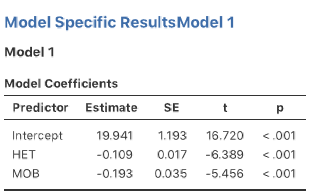 Model Specific ResultsModel 1
Model 1
Model Coefficients
Predictor Estimate SE t p
Intercept 19.941 1.193 16.720 < .001
HET -0.109 0.017 -6.389 < .001
MOB -0.193 0.035 -5.456 < .001